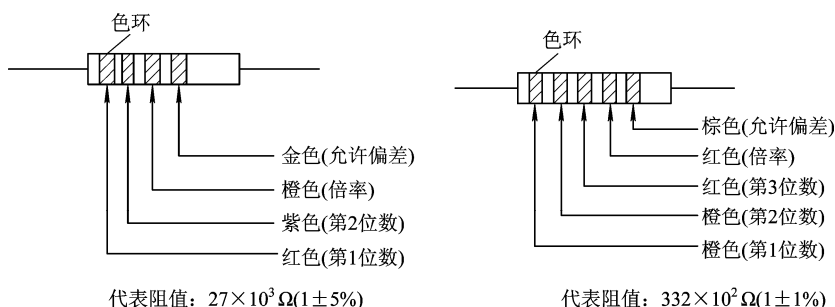 色环
金色(允许偏差)
橙色(倍率)
紫色(第2位数)
红色(第1位数)
代表阻值：27×10³ Ω(1±5%)
色环
棕色(允许偏差)
红色(倍率)
红色(第3位数)
橙色(第2位数)
橙色(第1位数)
代表阻值：332×10² Ω(1±1%)